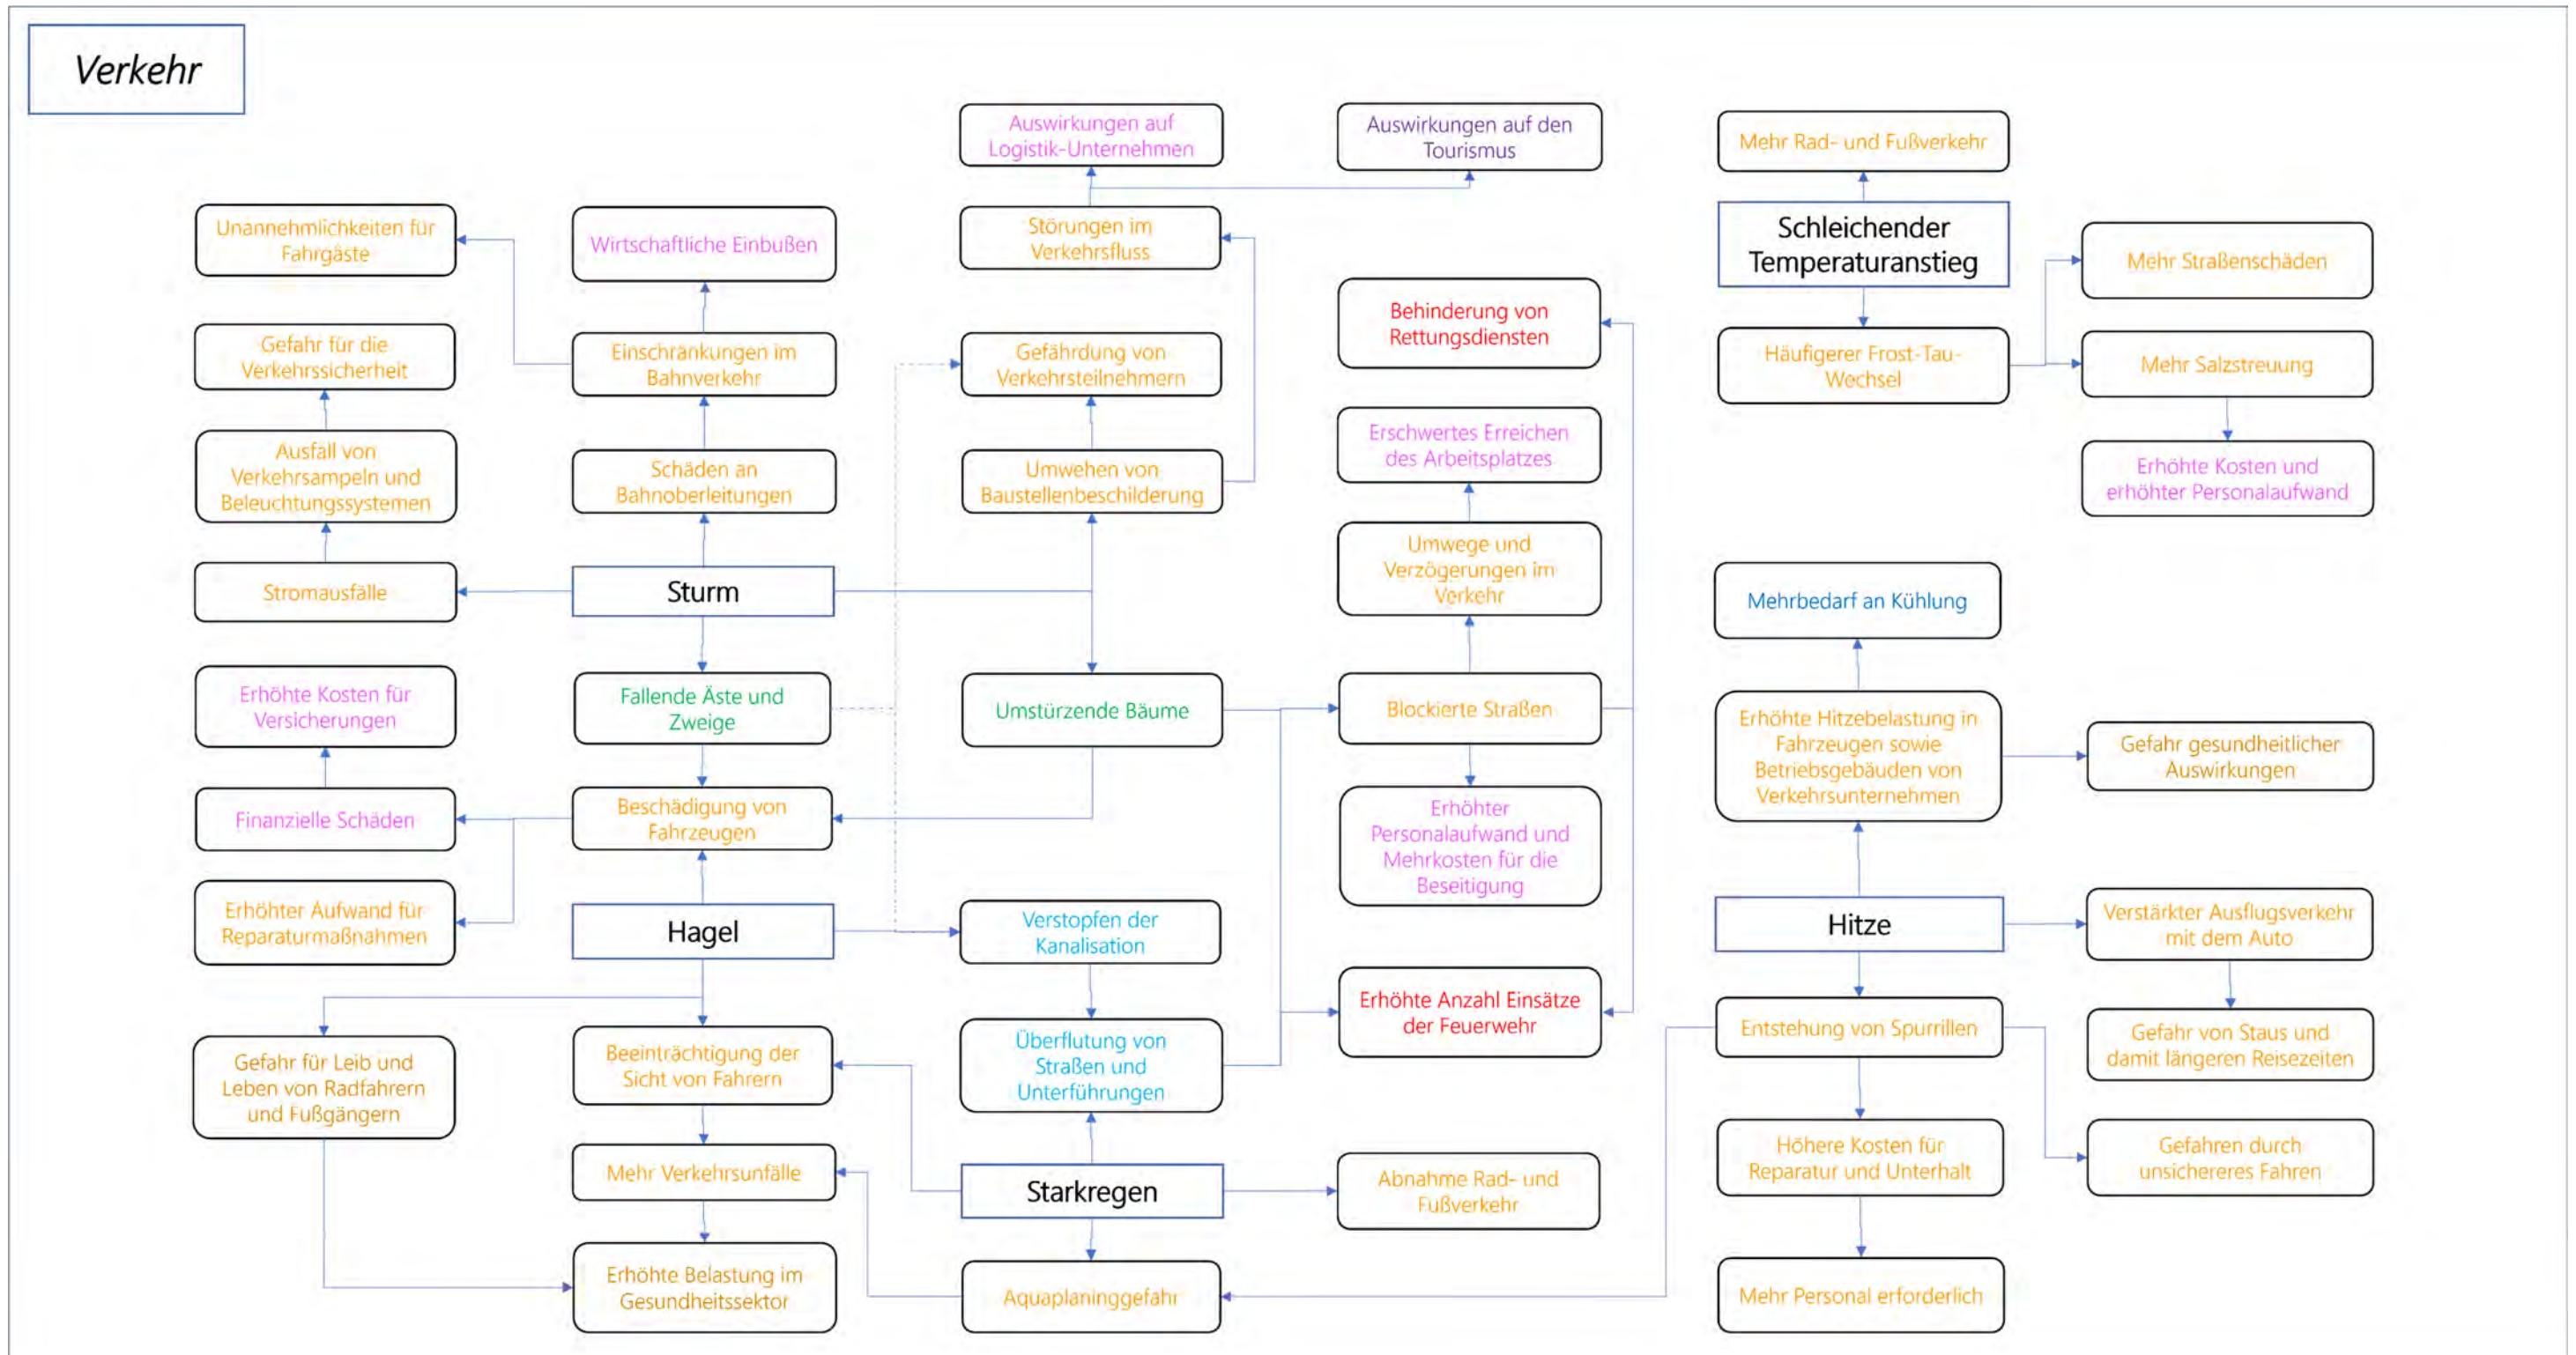 Verkehr
Auswirkungen auf
Logistik-Unternehmen
Auswirkungen auf den
Tourismus
Mehr Rad- und Fußverkehr
Unannehmlichkeiten für
Fahrgäste
Wirtschaftliche Einbußen
Störungen im
Verkehrsfluss
Schleichender
Temperaturanstieg
Mehr Straßenschäden
Behinderung von
Rettungsdiensten
Gefahr für die
Verkehrssicherheit
Einschränkungen im
Bahnverkehr
Gefährdung von
Verkehrsteilnehmern
Häufigerer Frost-Tau-
Wechsel
Mehr Salzstreuung
Ausfall von
Verkehrsampeln und
Beleuchtungssystemen
Schäden an
Bahnoberleitungen
Umwehen von
Baustellenbeschilderung
Erschwertes Erreichen
des Arbeitsplatzes
Erhöhte Kosten und
erhöhter Personalaufwand
Umwege und
Verzögerungen im
Verkehr
Stromausfälle
Sturm
Mehrbedarf an Kühlung
Erhöhte Kosten für
Versicherungen
Fallende Äste und
Zweige
Umstürzende Bäume
Blockierte Straßen
Erhöhte Hitzebelastung in
Fahrzeugen sowie
Betriebsgebäuden von
Verkehrsunternehmen
Gefahr gesundheitlicher
Auswirkungen
Finanzielle Schäden
Beschädigung von
Fahrzeugen
Erhöhter
Personalaufwand und
Mehrkosten für die
Beseitigung
Erhöhter Aufwand für
Reparaturmaßnahmen
Hagel
Verstopfen der
Kanalisation
Hitze
Verstärkter Ausflugsverkehr
mit dem Auto
Erhöhte Anzahl Einsätze
der Feuerwehr
Entstehung von Spurrillen
Gefahr von Staus und
damit längeren Reisezeiten
Gefahr für Leib und
Leben von Radfahrern
und Fußgängern
Beeinträchtigung der
Sicht von Fahrern
Überflutung von
Straßen und
Unterführungen
Mehr Verkehrsunfälle
Starkregen
Abnahme Rad- und
Fußverkehr
Höhere Kosten für
Reparatur und Unterhalt
Gefahren durch
unsichereres Fahren
Erhöhte Belastung im
Gesundheitssektor
Aquaplaninggefahr
Mehr Personal erforderlich